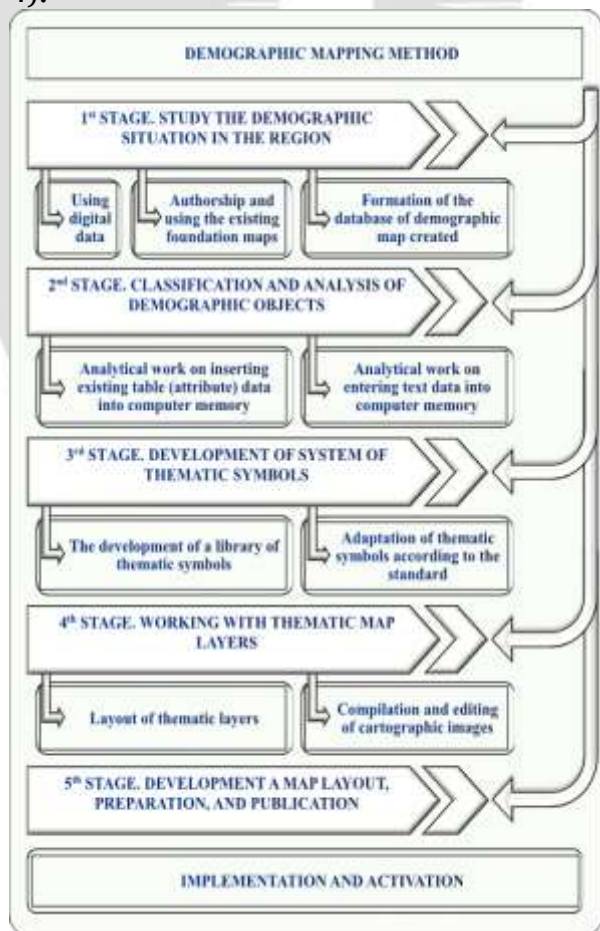 4).
DEMOGRAPHIC MAPPING METHOD
1st STAGE. STUDY THE DEMOGRAPHIC
SITUATION IN THE REGION
Using
digital
data
Authorship and
using the existing
foundation maps
Formation of the
database of demographic
map created
2nd STAGE. CLASSIFICATION AND ANALYSIS OF
DEMOGRAPHIC OBJECTS
Analytical work on inserting
existing table (attribute) data
into computer memory
Analytical work on
entering text data into
computer memory
3rd STAGE. DEVELOPMENT OF SYSTEM OF
THEMATIC SYMBOLS
The development of a library of
thematic symbols
Adaptation of thematic
symbols according to the
standard
4th STAGE. WORKING WITH THEMATIC MAP
LAYERS
Layout of thematic layers
Compilation and editing
of cartographic images
5th STAGE. DEVELOPMENT A MAP LAYOUT,
PREPARATION, AND PUBLICATION
IMPLEMENTATION AND ACTIVATION